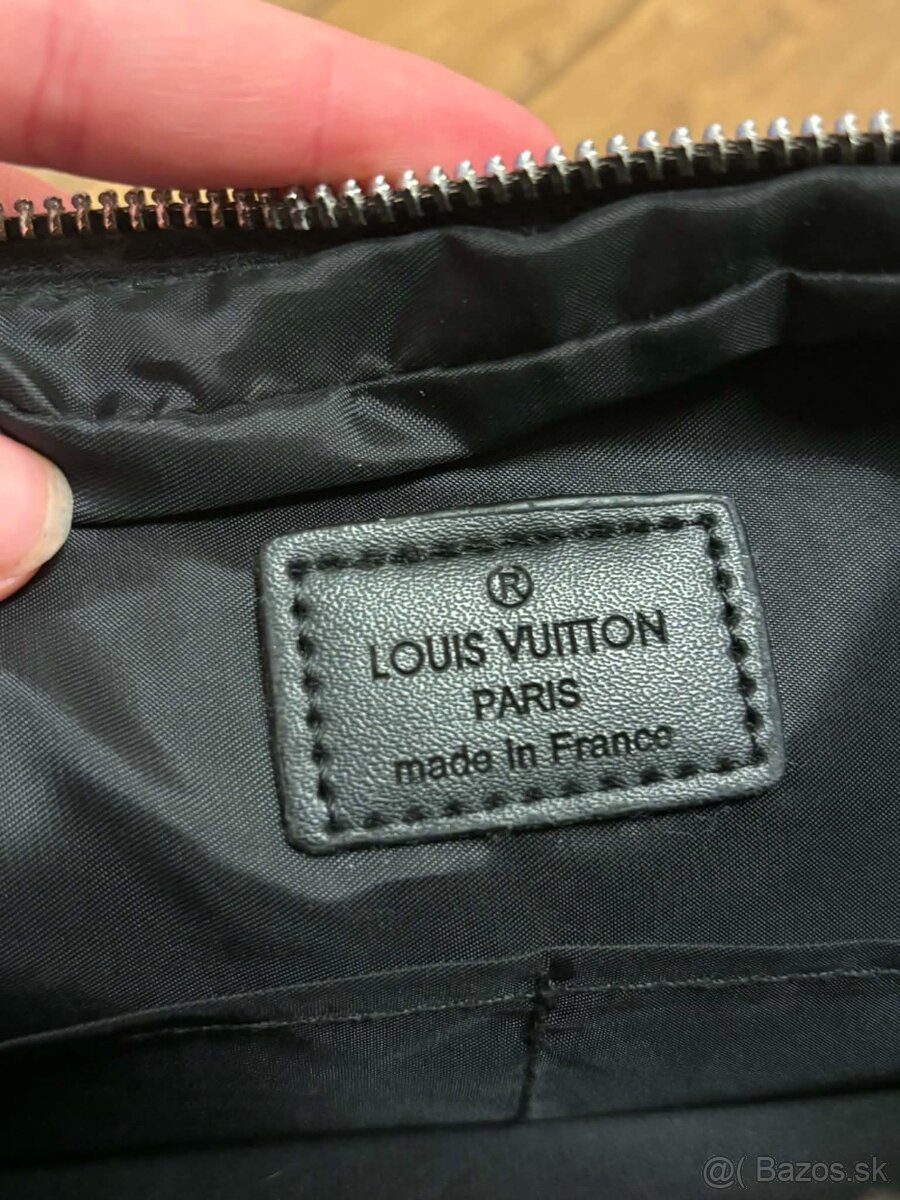 ®
LOUIS VUITTON
PARIS
made in France
@( Bazos.sk